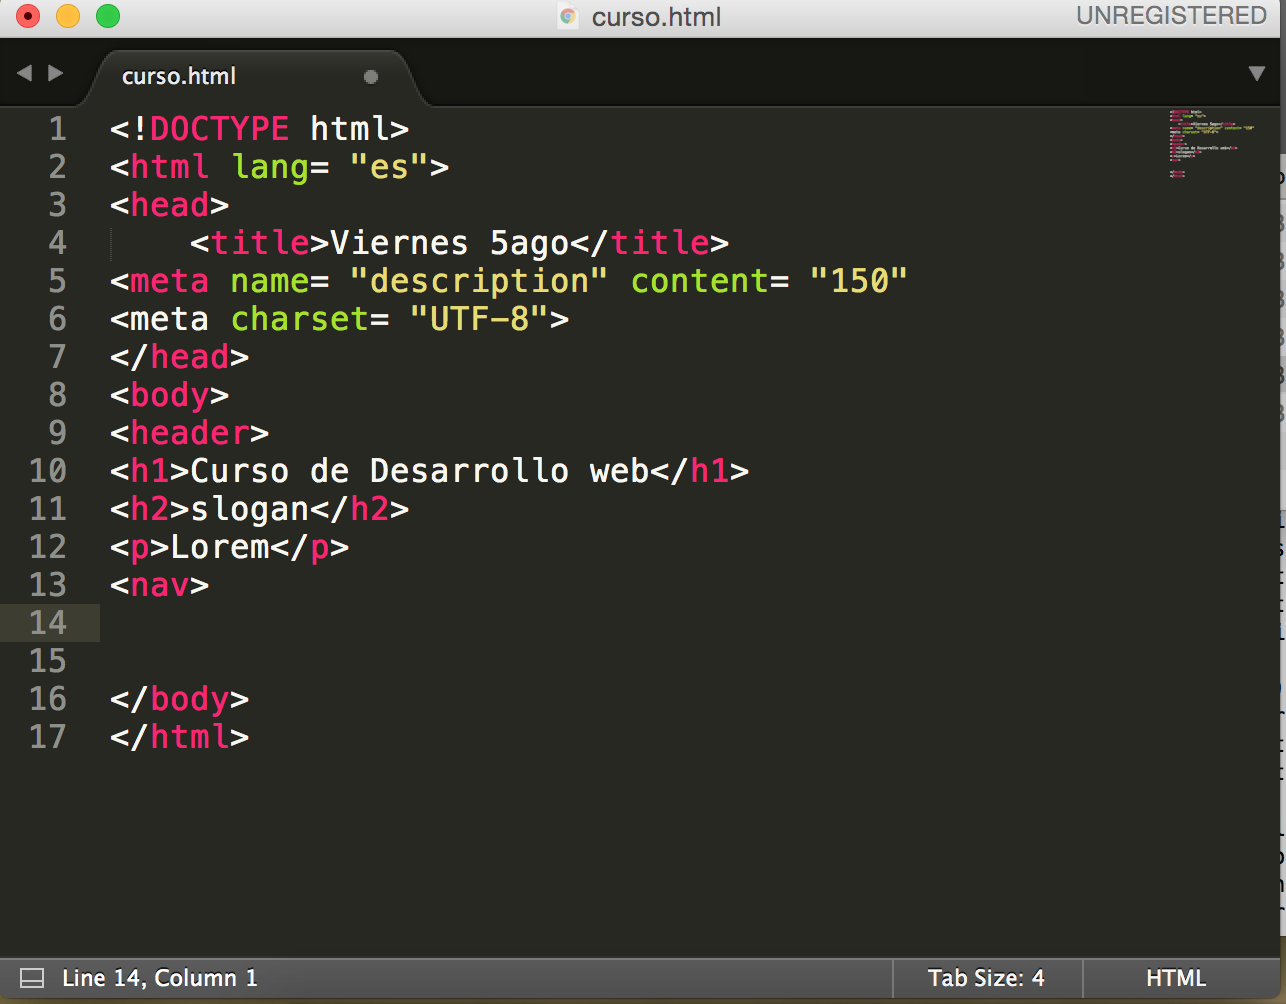 curso.html
UNREGISTERED
curso.html
1 <!DOCTYPE html>
2 <html lang= "es">
3 <head>
4     <title>Viernes 5ago</title>
5 <meta name= "description" content= "150"
6 <meta charset= "UTF-8">
7 </head>
8 <body>
9 <header>
10 <h1>Curso de Desarrollo web</h1>
11 <h2>slogan</h2>
12 <p>Lorem</p>
13 <nav>
14
15
16 </body>
17 </html>
Line 14, Column 1
Tab Size: 4
HTML